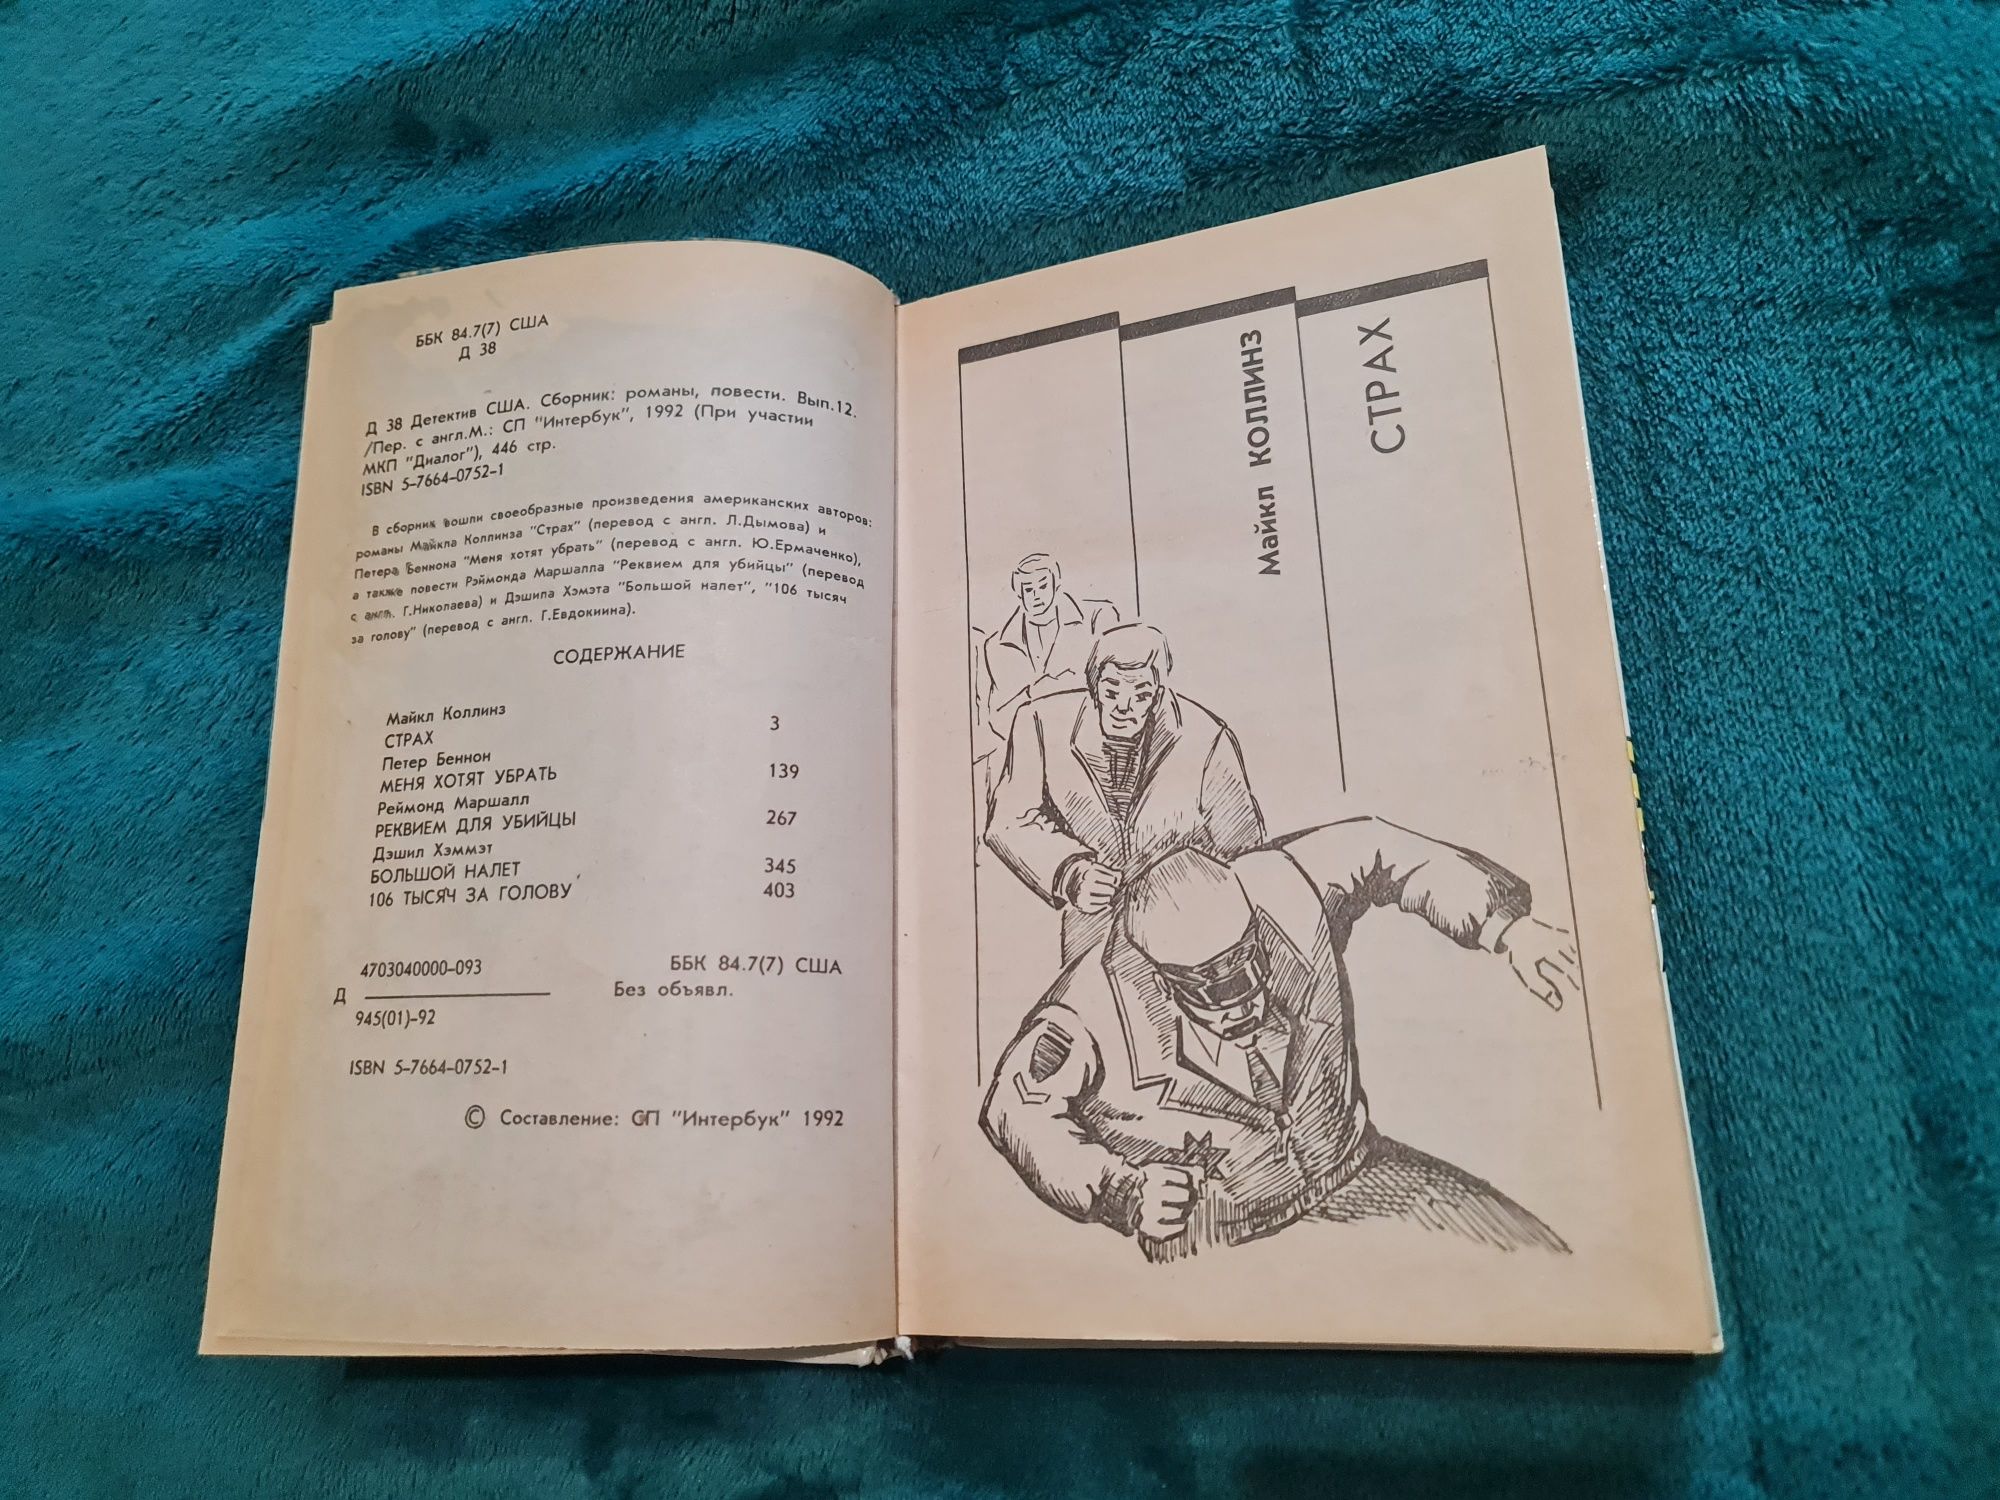 ББК 84.7(7) США
Д 38
Д 38 Детектив США. Сборник: романы, повести. Вып.12.
/Пер. с англ.М.: СП "Интербук", 1992 (При участии
МКП "Диалог"), 446 стр.
ISBN 5-7664-0752-1
В сборник вошли своеобразные произведения американских авторов:
романы Майкла Коллинза "Страх" (перевод с англ. Л.Дымова) и
Петера Беннона "Меня хотят убрать" (перевод с англ. Ю.Ермаченко),
а также повести Рэймонда Маршалла "Реквием для убийцы" (перевод
с англ. Г.Николаева) и Дэшила Хэмэта "Большой налет", "106 тысяч
за голову" (перевод с англ. Г.Евдокиина).
СОДЕРЖАНИЕ
Майкл Коллинз
СТРАХ 3
Петер Беннон
МЕНЯ ХОТЯТ УБРАТЬ 139
Реймонд Маршалл
РЕКВИЕМ ДЛЯ УБИЙЦЫ 267
Дэшил Хэммэт
БОЛЬШОЙ НАЛЕТ 345
106 ТЫСЯЧ ЗА ГОЛОВУ 403
4703040000-093
Д
945(01)-92
ББК 84.7(7) США
Без объявл.
ISBN 5-7664-0752-1
© Составление: СП "Интербук" 1992
Майкл КОЛЛИНЗ
СТРАХ